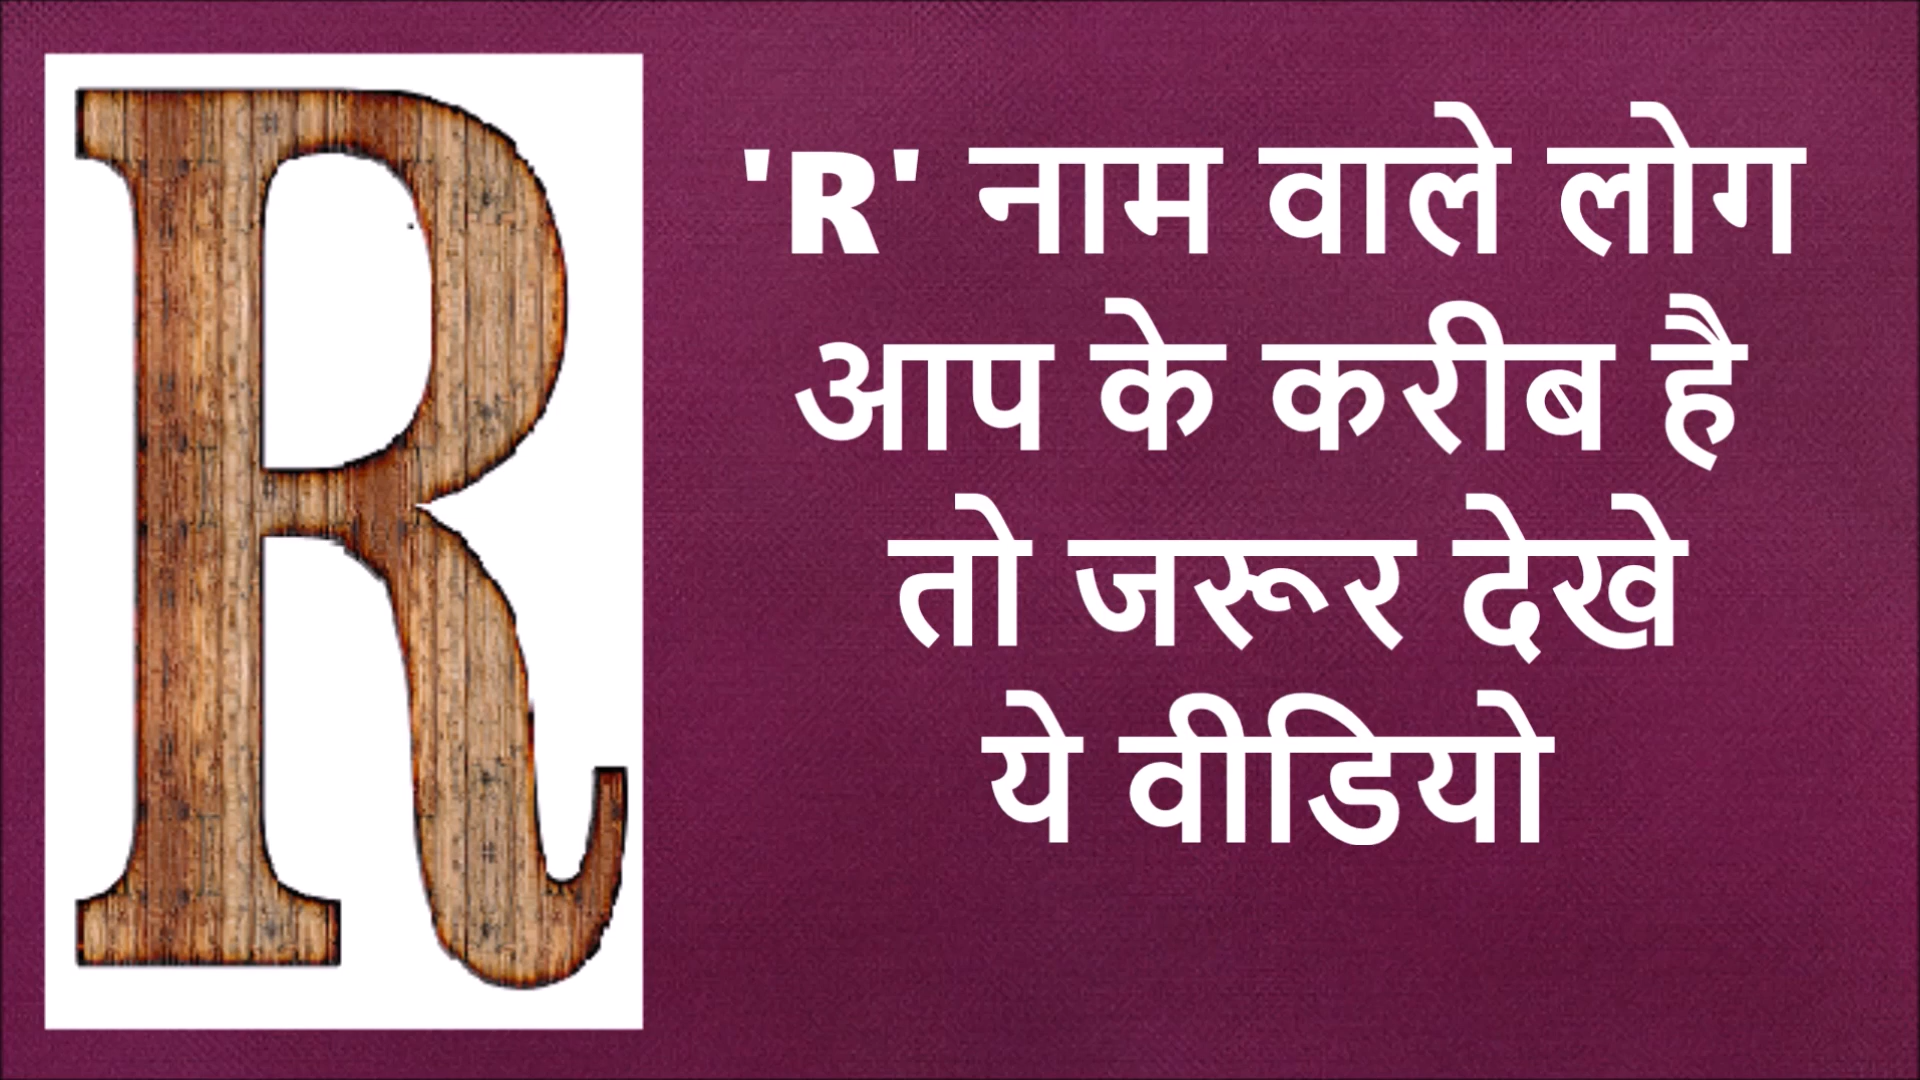 R
'R' नाम वाले लोग
आप के करीब है
तो जरूर देखे
ये वीडियो